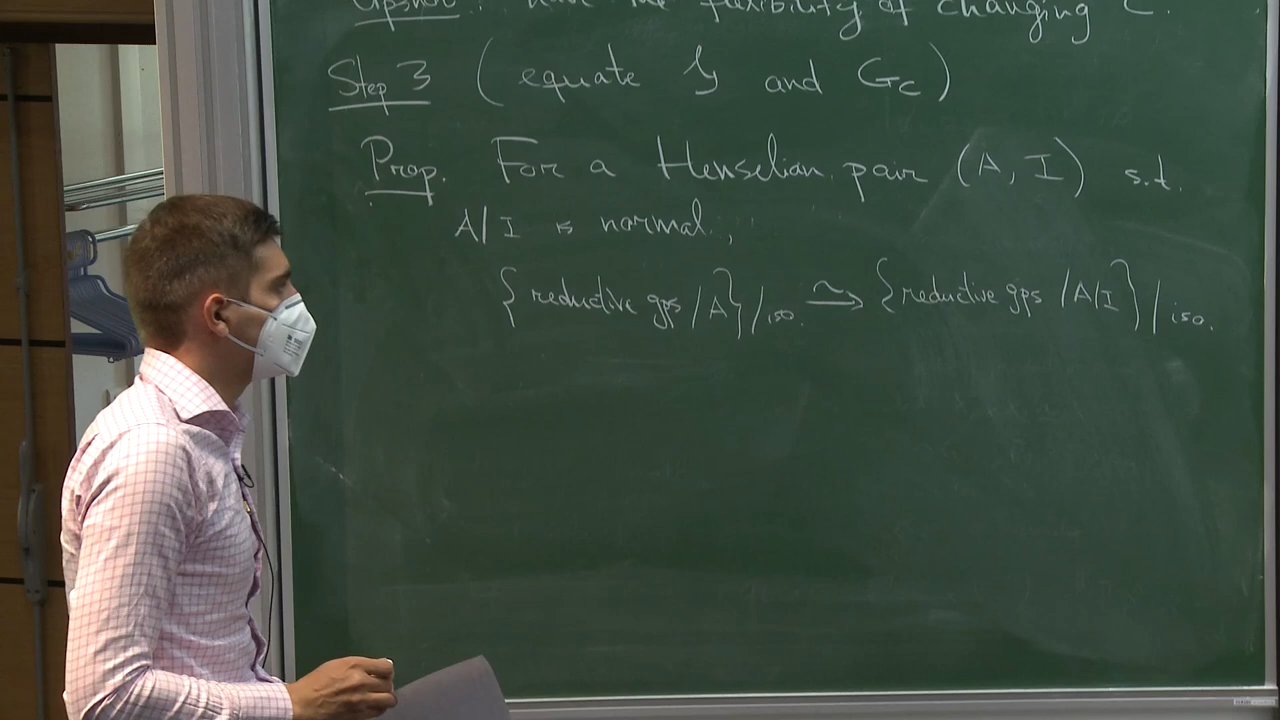 Upshot: have the flexibility of changing C.
Step 3 (equate 𝒢 and G_C)
Prop. For a Henselian pair (A, I) s.t.
A/I is normal,
{reductive gps /A}/iso. ⥲ {reductive gps /A/I}/iso.